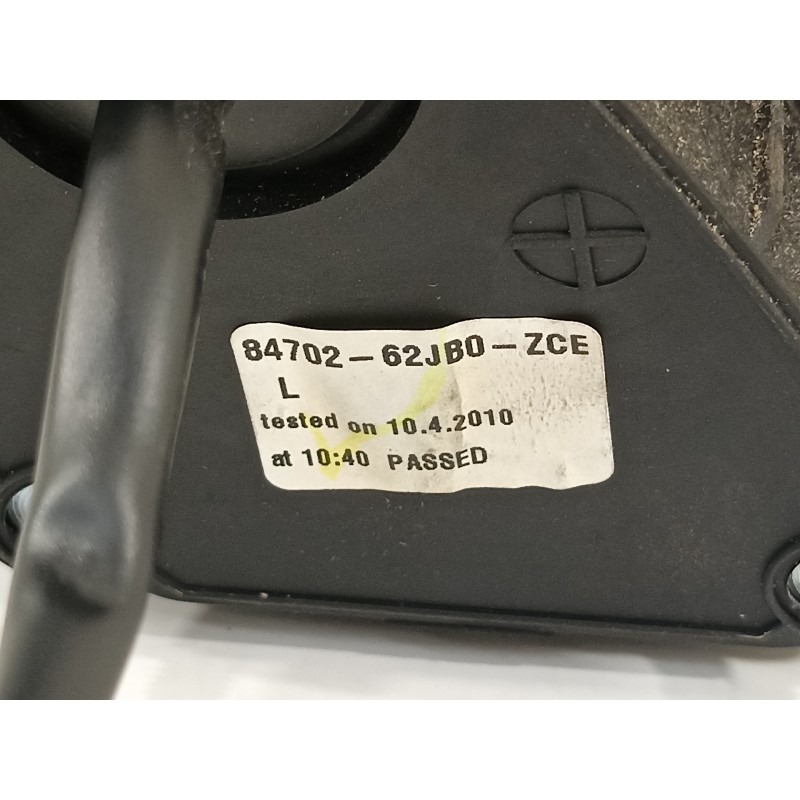 84702-62JB0-ZCE
L
tested on 10.4.2010
at 10:40 PASSED